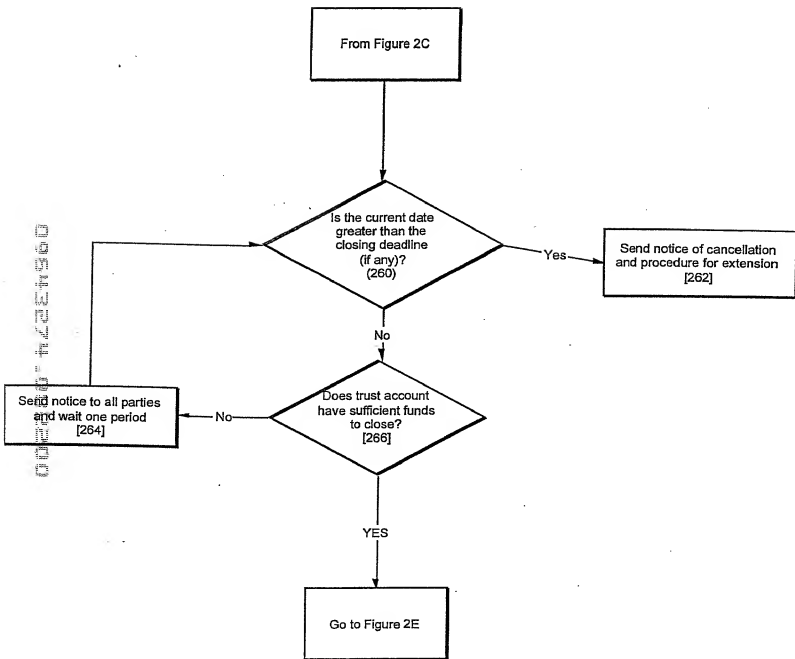 From Figure 2C
Is the current date
greater than the
closing deadline
(if any)?
(260)
Yes
Send notice of cancellation
and procedure for extension
[262]
No
Does trust account
have sufficient funds
to close?
[266]
No
Send notice to all parties
and wait one period
[264]
YES
Go to Figure 2E